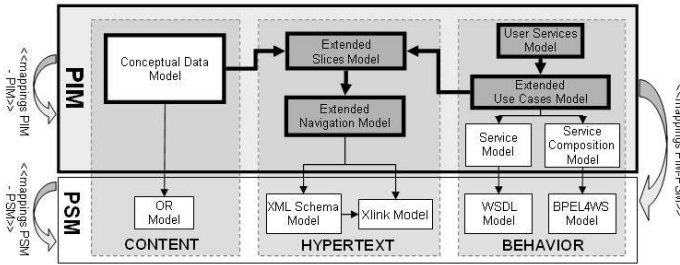 PIM
<<mappings PIM
- PIM>>
Conceptual Data
Model
Extended
Slices Model
Extended
Navigation Model
User Services
Model
Extended
Use Cases Model
Service
Model
Service
Composition
Model
<<mappings
PSM
<<mappings PSM
- PSM>>
OR
Model
XML Schema
Model
Xlink Model
WSDL
Model
BPEL4WS
Model
CONTENT
HYPERTEXT
BEHAVIOR